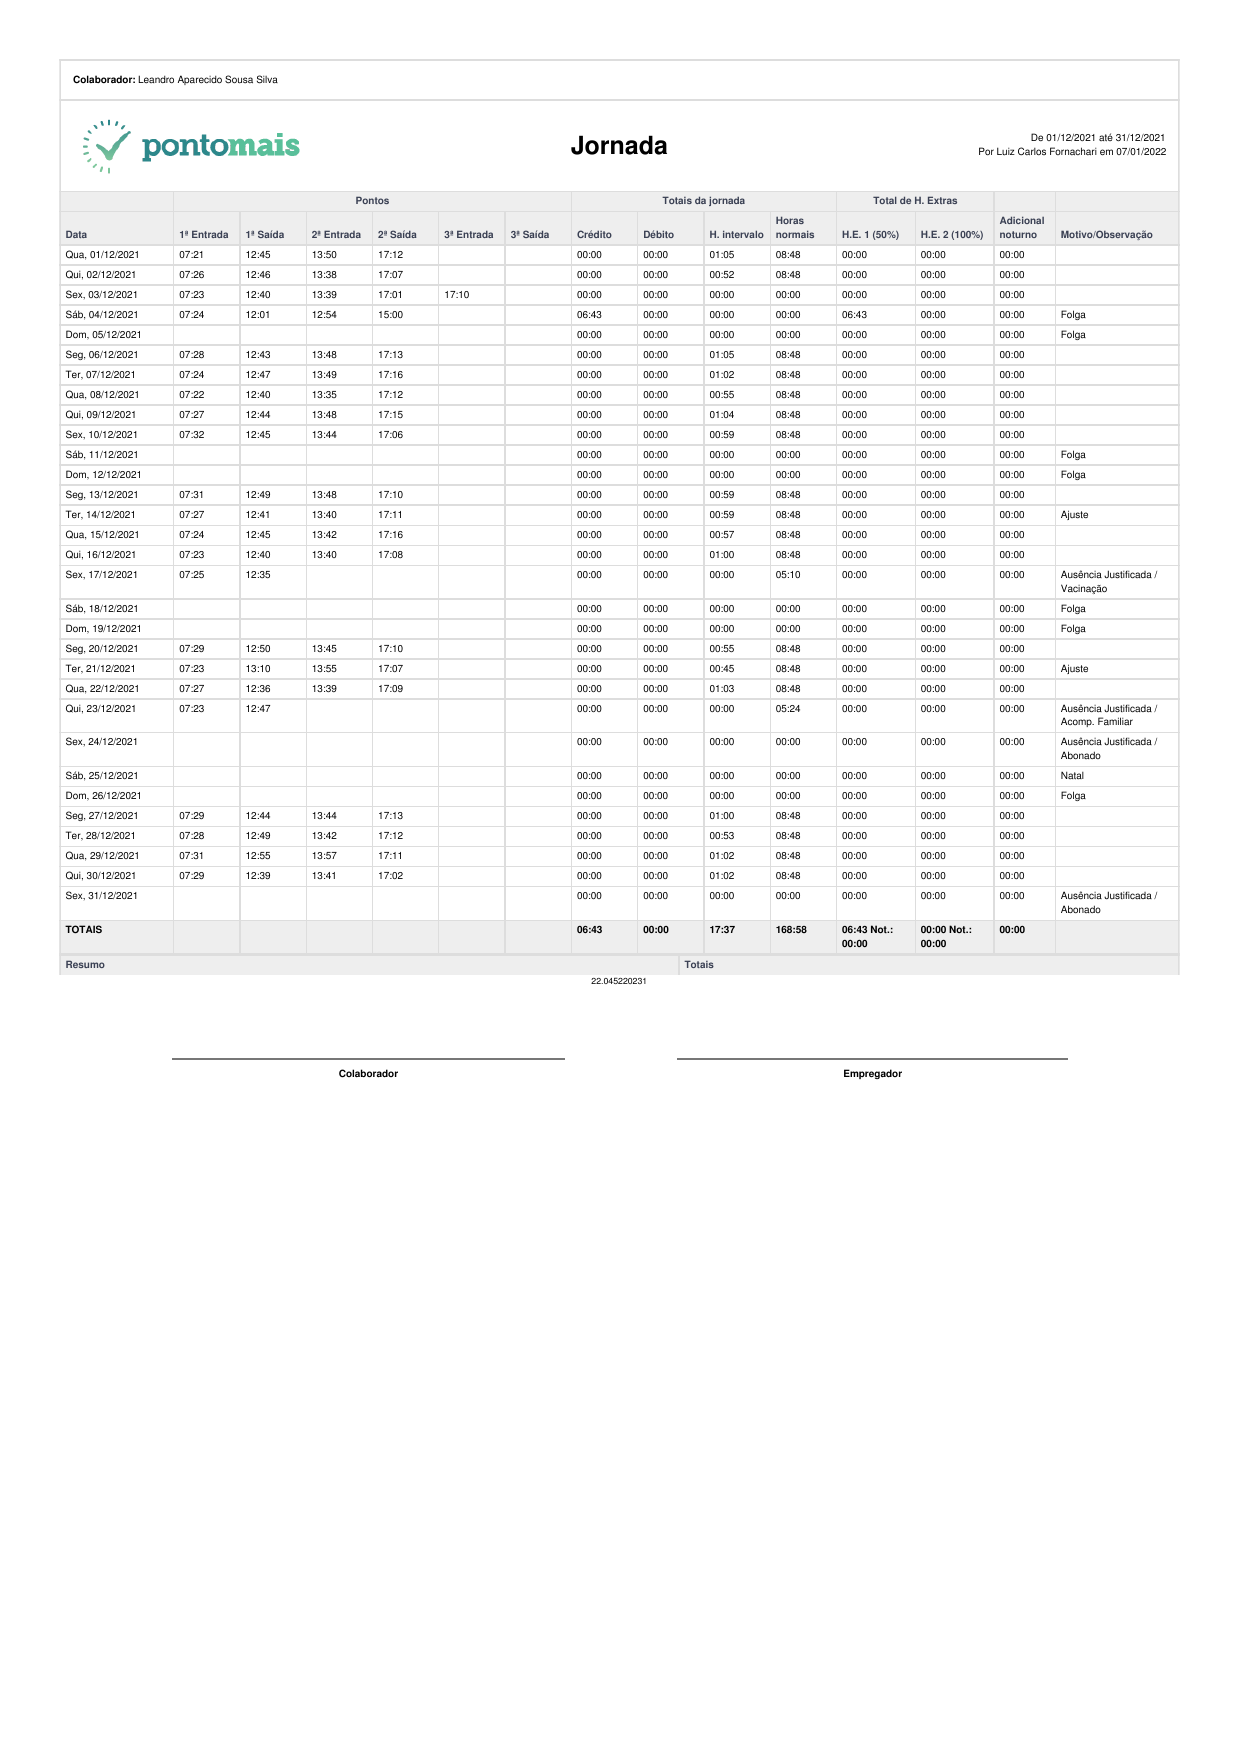 Colaborador: Leandro Aparecido Sousa Silva
pontomais
Jornada
De 01/12/2021 até 31/12/2021
Por Luiz Carlos Fornachari em 07/01/2022
Pontos Totais da jornada Total de H. Extras
Data 1ª Entrada 1ª Saída 2ª Entrada 2ª Saída 3ª Entrada 3ª Saída Crédito Débito H. intervalo Horas normais H.E. 1 (50%) H.E. 2 (100%) Adicional noturno Motivo/Observação
Qua, 01/12/2021 07:21 12:45 13:50 17:12 00:00 00:00 01:05 08:48 00:00 00:00 00:00
Qui, 02/12/2021 07:26 12:46 13:38 17:07 00:00 00:00 00:52 08:48 00:00 00:00 00:00
Sex, 03/12/2021 07:23 12:40 13:39 17:01 17:10 00:00 00:00 00:00 00:00 00:00 00:00 00:00
Sáb, 04/12/2021 07:24 12:01 12:54 15:00 06:43 00:00 00:00 00:00 06:43 00:00 00:00 Folga
Dom, 05/12/2021 00:00 00:00 00:00 00:00 00:00 00:00 00:00 Folga
Seg, 06/12/2021 07:28 12:43 13:48 17:13 00:00 00:00 01:05 08:48 00:00 00:00 00:00
Ter, 07/12/2021 07:24 12:47 13:49 17:16 00:00 00:00 01:02 08:48 00:00 00:00 00:00
Qua, 08/12/2021 07:22 12:40 13:35 17:12 00:00 00:00 00:55 08:48 00:00 00:00 00:00
Qui, 09/12/2021 07:27 12:44 13:48 17:15 00:00 00:00 01:04 08:48 00:00 00:00 00:00
Sex, 10/12/2021 07:32 12:45 13:44 17:06 00:00 00:00 00:59 08:48 00:00 00:00 00:00
Sáb, 11/12/2021 00:00 00:00 00:00 00:00 00:00 00:00 00:00 Folga
Dom, 12/12/2021 00:00 00:00 00:00 00:00 00:00 00:00 00:00 Folga
Seg, 13/12/2021 07:31 12:49 13:48 17:10 00:00 00:00 00:59 08:48 00:00 00:00 00:00
Ter, 14/12/2021 07:27 12:41 13:40 17:11 00:00 00:00 00:59 08:48 00:00 00:00 00:00 Ajuste
Qua, 15/12/2021 07:24 12:45 13:42 17:16 00:00 00:00 00:57 08:48 00:00 00:00 00:00
Qui, 16/12/2021 07:23 12:40 13:40 17:08 00:00 00:00 01:00 08:48 00:00 00:00 00:00
Sex, 17/12/2021 07:25 12:35 00:00 00:00 00:00 05:10 00:00 00:00 00:00 Ausência Justificada /
Vacinação
Sáb, 18/12/2021 00:00 00:00 00:00 00:00 00:00 00:00 00:00 Folga
Dom, 19/12/2021 00:00 00:00 00:00 00:00 00:00 00:00 00:00 Folga
Seg, 20/12/2021 07:29 12:50 13:45 17:10 00:00 00:00 00:55 08:48 00:00 00:00 00:00
Ter, 21/12/2021 07:23 13:10 13:55 17:07 00:00 00:00 00:45 08:48 00:00 00:00 00:00 Ajuste
Qua, 22/12/2021 07:27 12:36 13:39 17:09 00:00 00:00 01:03 08:48 00:00 00:00 00:00
Qui, 23/12/2021 07:23 12:47 00:00 00:00 00:00 05:24 00:00 00:00 00:00 Ausência Justificada /
Acomp. Familiar
Sex, 24/12/2021 00:00 00:00 00:00 00:00 00:00 00:00 00:00 Ausência Justificada /
Abonado
Sáb, 25/12/2021 00:00 00:00 00:00 00:00 00:00 00:00 00:00 Natal
Dom, 26/12/2021 00:00 00:00 00:00 00:00 00:00 00:00 00:00 Folga
Seg, 27/12/2021 07:29 12:44 13:44 17:13 00:00 00:00 01:00 08:48 00:00 00:00 00:00
Ter, 28/12/2021 07:28 12:49 13:42 17:12 00:00 00:00 00:53 08:48 00:00 00:00 00:00
Qua, 29/12/2021 07:31 12:55 13:57 17:11 00:00 00:00 01:02 08:48 00:00 00:00 00:00
Qui, 30/12/2021 07:29 12:39 13:41 17:02 00:00 00:00 01:02 08:48 00:00 00:00 00:00
Sex, 31/12/2021 00:00 00:00 00:00 00:00 00:00 00:00 00:00 Ausência Justificada /
Abonado
TOTAIS 06:43 00:00 17:37 168:58 06:43 Not.: 00:00 Not.: 00:00
00:00 00:00
Resumo Totais
22.045220231
Colaborador Empregador